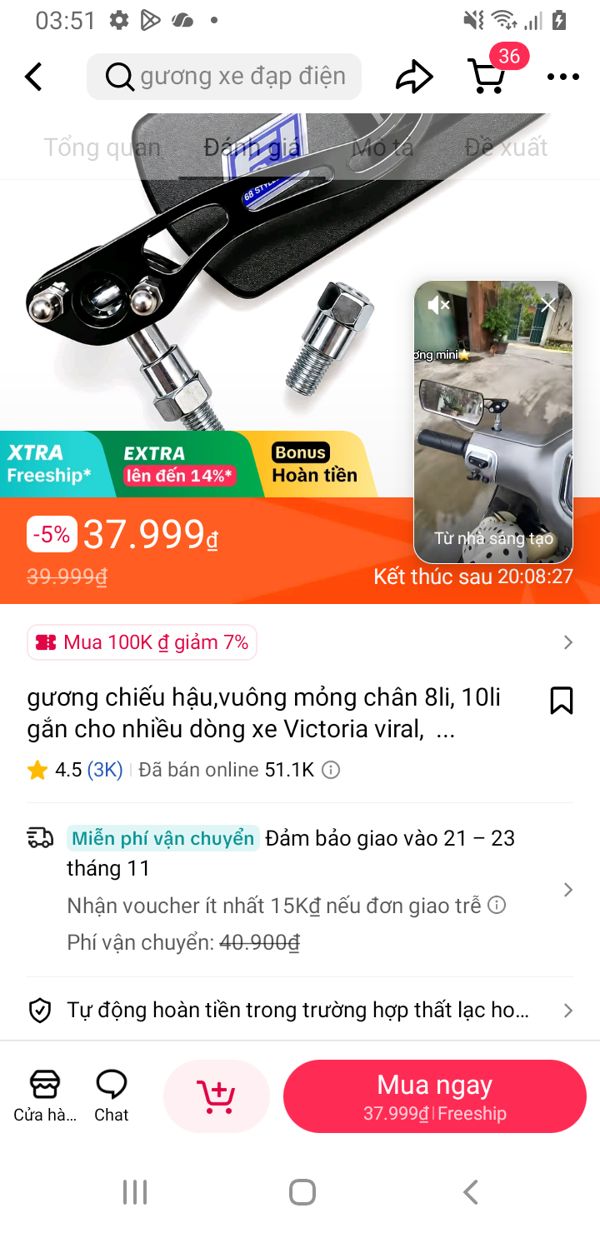 03:51
gương xe đạp điện
36
Tổng quan
Đánh giá
Mô tả
Đề xuất
68 STYLE
ơng mini⭐
Từ nhà sáng tạo
XTRA
Freeship*
EXTRA
lên đến 14%*
Bonus
Hoàn tiền
-5% 37.999₫
39.999₫
Kết thúc sau 20:08:27
Mua 100K ₫ giảm 7%
gương chiếu hậu,vuông mỏng chân 8li, 10li
gắn cho nhiều dòng xe Victoria viral, ...
4.5 (3K) Đã bán online 51.1K
Miễn phí vận chuyển Đảm bảo giao vào 21 – 23
tháng 11
Nhận voucher ít nhất 15K₫ nếu đơn giao trễ
Phí vận chuyển: 40.900₫
Tự động hoàn tiền trong trường hợp thất lạc ho...
Cửa hà...
Chat
Mua ngay
37.999₫ | Freeship